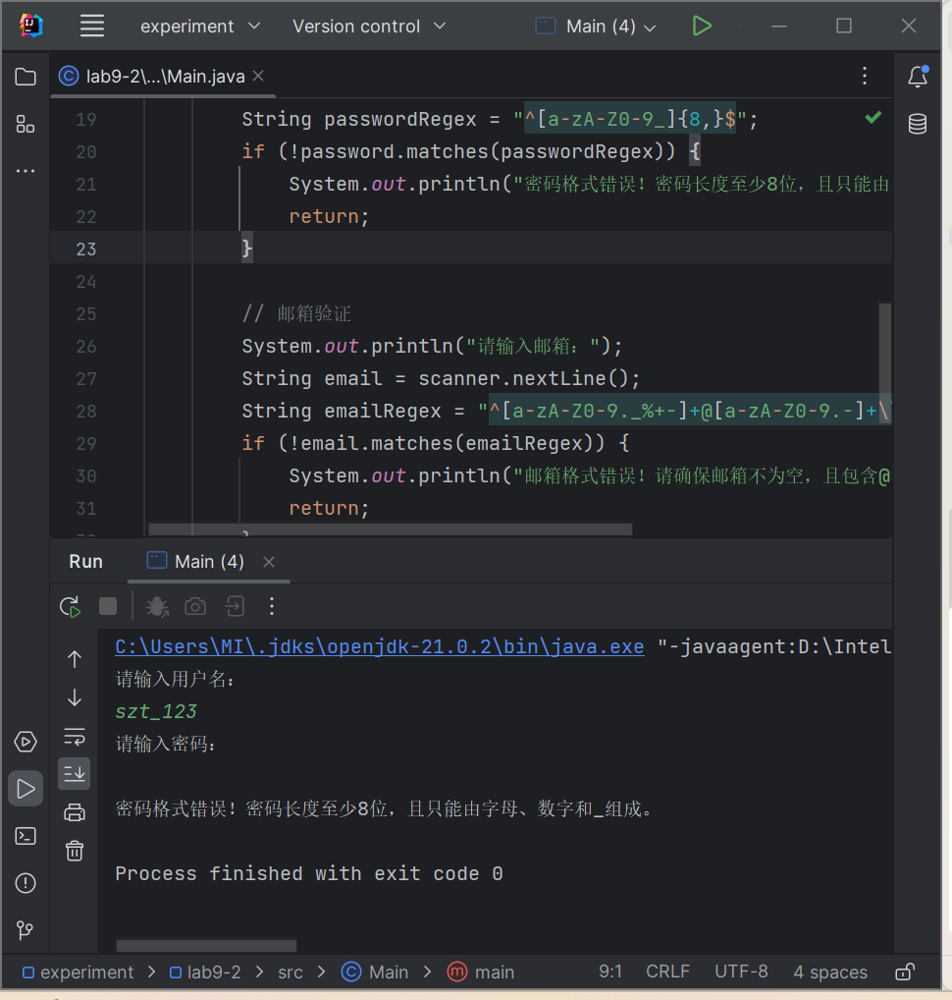 experiment Version control Main (4)
lab9-2\...\Main.java
19 String passwordRegex = "^[a-zA-Z0-9_]{8,}$";
20 if (!password.matches(passwordRegex)) {
21 System.out.println("密码格式错误！密码长度至少8位，且只能由
22 return;
23 }
24
25 // 邮箱验证
26 System.out.println("请输入邮箱：");
27 String email = scanner.nextLine();
28 String emailRegex = "^[a-zA-Z0-9._%+-]+@[a-zA-Z0-9.-]+\
29 if (!email.matches(emailRegex)) {
30 System.out.println("邮箱格式错误！请确保邮箱不为空，且包含@
31 return;
Run Main (4)
C:\Users\MI\.jdks\openjdk-21.0.2\bin\java.exe "-javaagent:D:\Intel
请输入用户名：
szt_123
请输入密码：
密码格式错误！密码长度至少8位，且只能由字母、数字和_组成。
Process finished with exit code 0
experiment > lab9-2 > src > Main > main 9:1 CRLF UTF-8 4 spaces